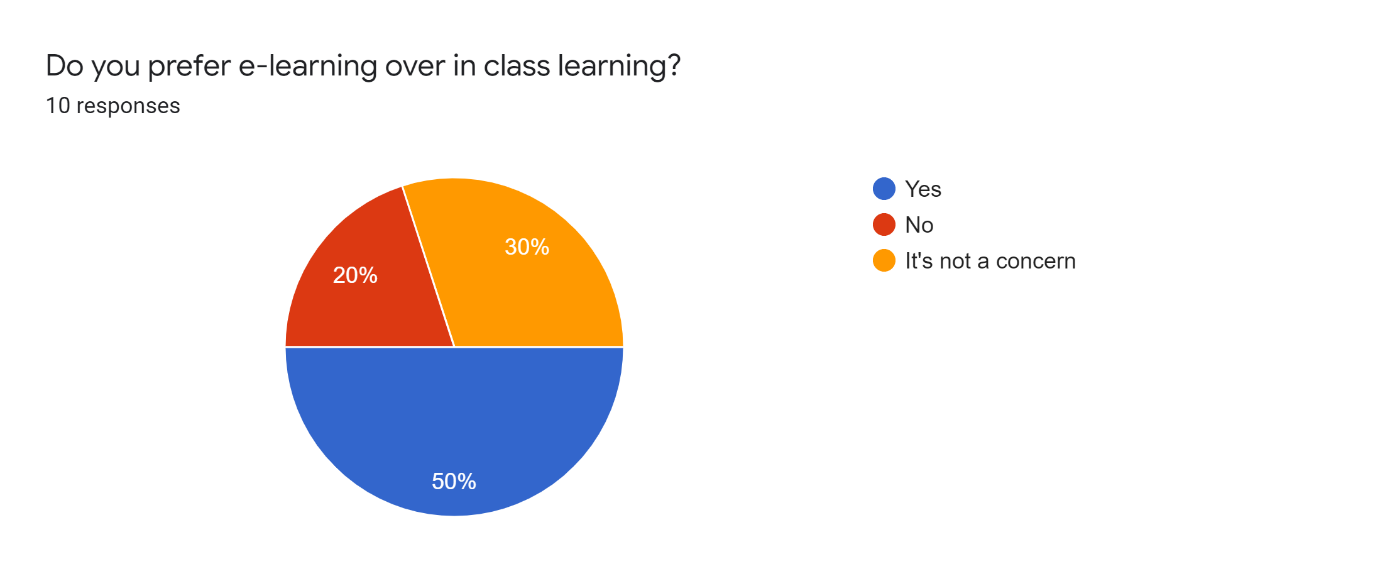 Do you prefer e-learning over in class learning?
10 responses
Yes
No
It's not a concern
30%
20%
50%